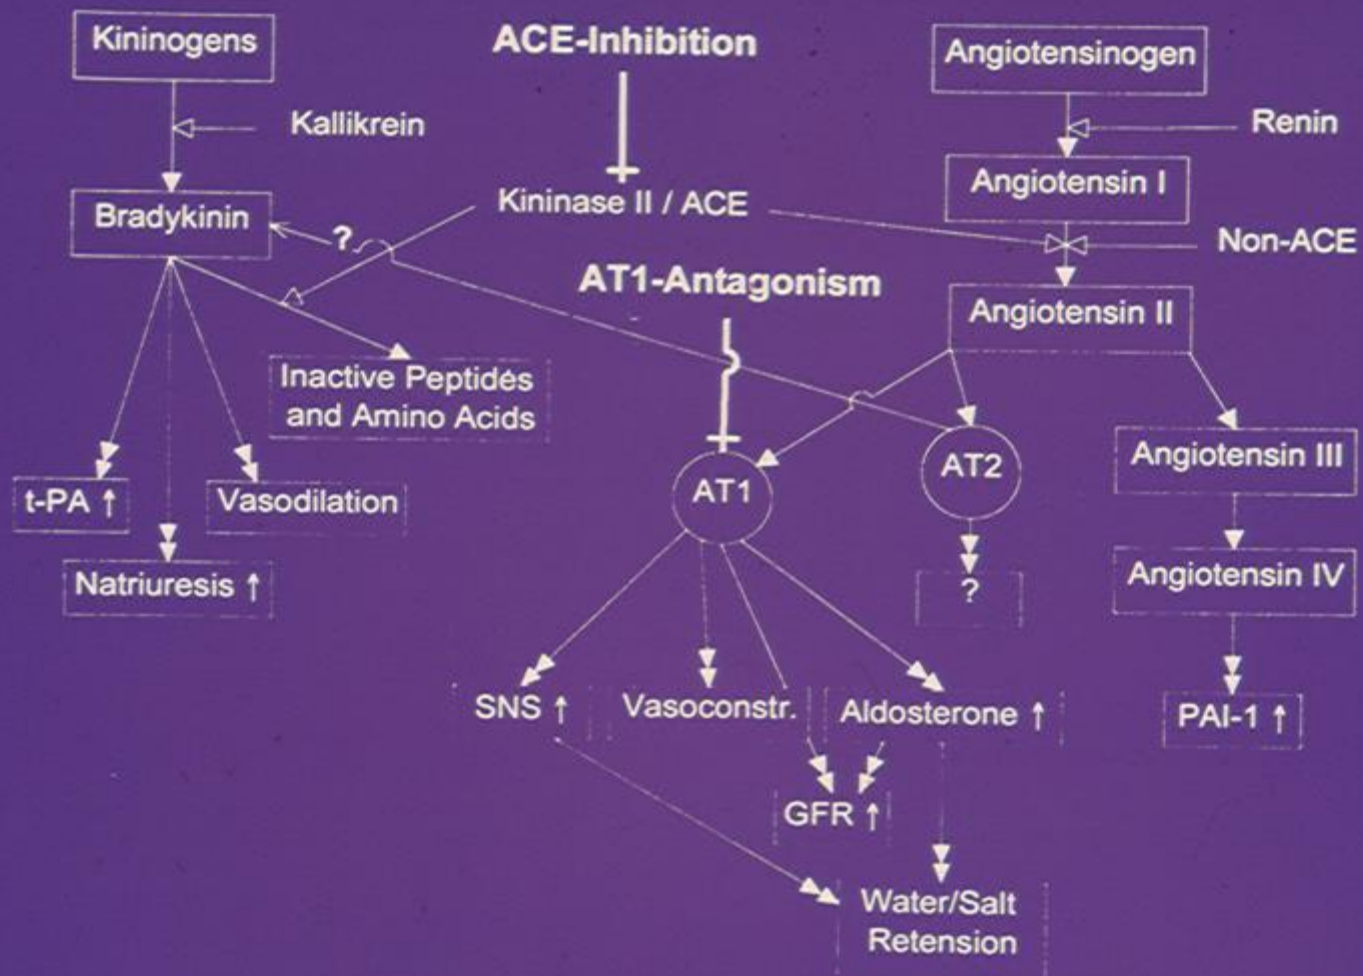 Kininogens
ACE-Inhibition
Angiotensinogen
Kallikrein
Renin
Angiotensin I
Bradykinin
Kininase II / ACE
?
Non-ACE
AT1-Antagonism
Angiotensin II
Inactive Peptides
and Amino Acids
AT1
AT2
Angiotensin III
t-PA ↑
Vasodilation
Natriuresis ↑
?
Angiotensin IV
SNS ↑
Vasoconstr.
Aldosterone ↑
PAI-1 ↑
GFR ↑
Water/Salt
Retension